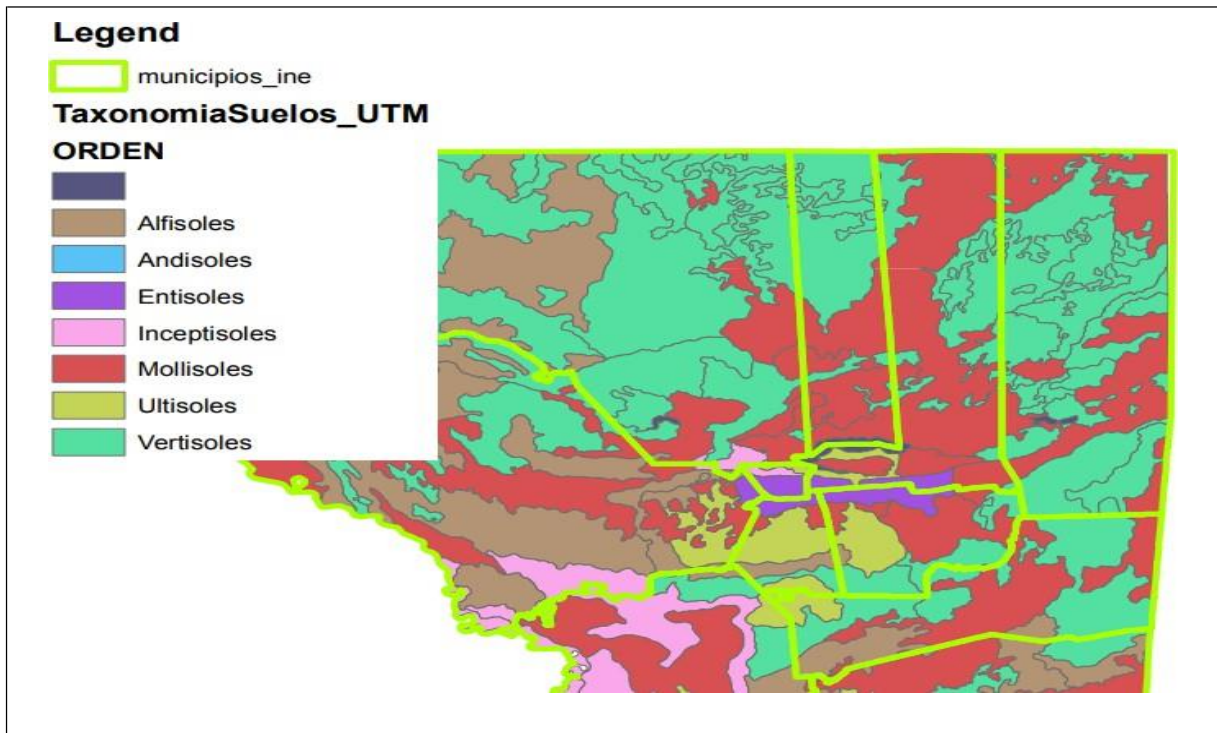 Legend
municipios_ine
TaxonomiaSuelos_UTM
ORDEN
Alfisoles
Andisoles
Entisoles
Inceptisoles
Mollisoles
Ultisoles
Vertisoles